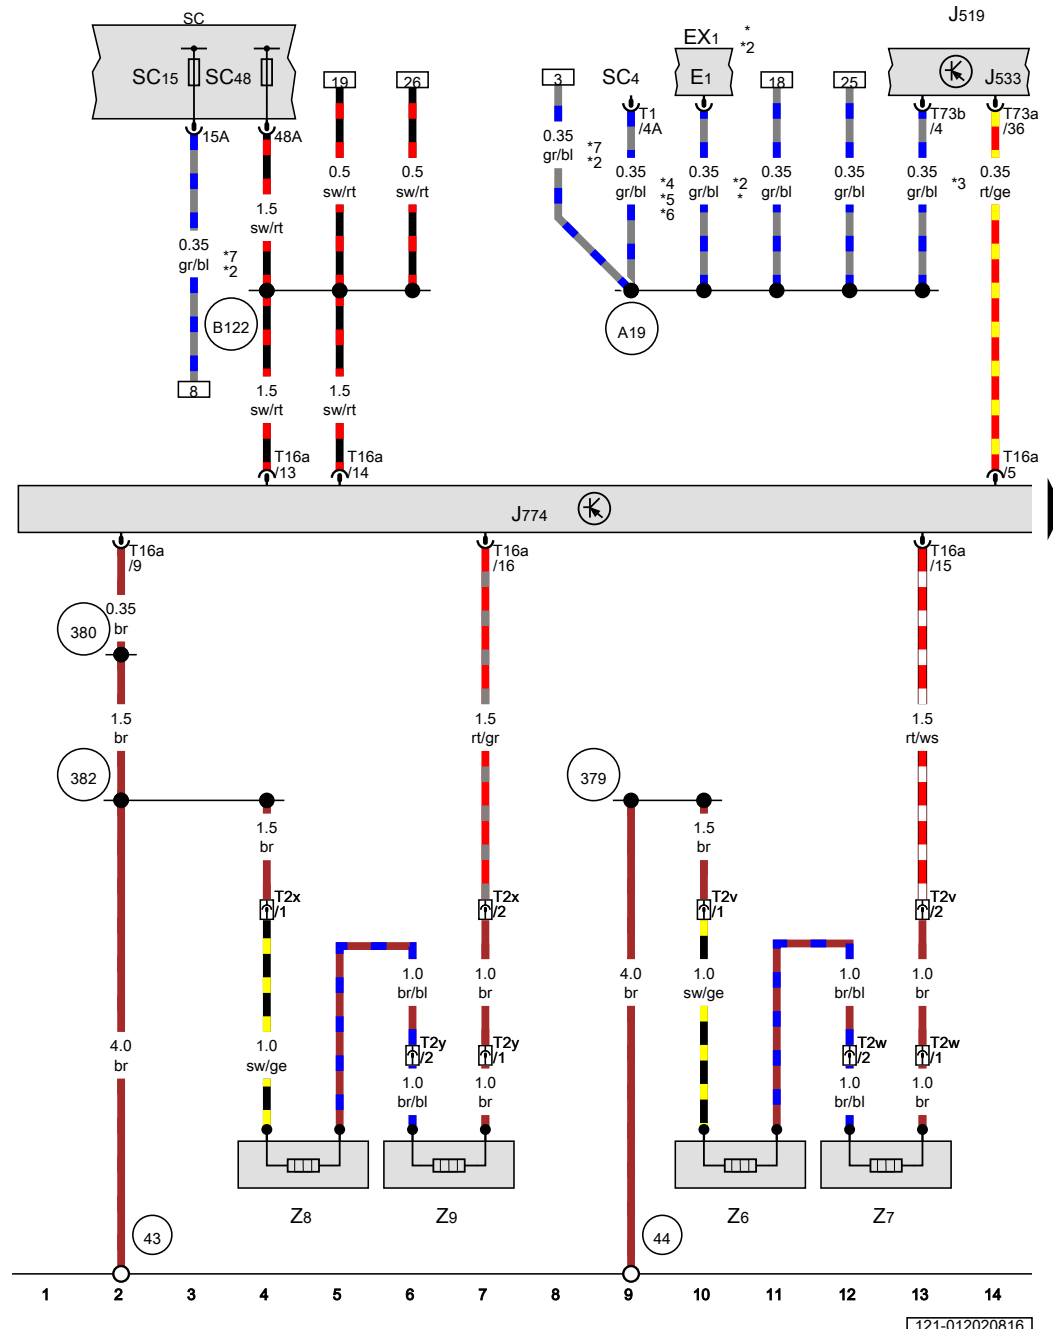 SC
J519
EX1
*
*2
SC15
SC48
19
26
3
SC4
E1
18
25
J533
15A
48A
T1
/4A
T73b
/4
T73a
/36
0.35
gr/bl
*7
*2
0.5
sw/rt
0.5
sw/rt
0.35
gr/bl
*4
*5
*6
0.35
gr/bl
*2
*
0.35
gr/bl
0.35
gr/bl
0.35
gr/bl
*3
0.35
rt/ge
1.5
sw/rt
0.35
gr/bl
*7
*2
B122
A19
8
1.5
sw/rt
1.5
sw/rt
T16a
/13
T16a
/14
T16a
/5
J774
T16a
/9
T16a
/16
T16a
/15
0.35
br
380
1.5
br
1.5
rt/gr
1.5
rt/ws
382
379
1.5
br
1.5
br
T2x
/1
T2x
/2
T2v
/1
T2v
/2
1.0
br/bl
1.0
br
4.0
br
1.0
sw/ge
1.0
br/bl
1.0
br
4.0
br
1.0
sw/ge
T2y
/2
T2y
/1
T2w
/2
T2w
/1
1.0
br/bl
1.0
br
1.0
br/bl
1.0
br
Z8
Z9
Z6
Z7
43
44
1 2 3 4 5 6 7 8 9 10 11 12 13 14
121-012020816